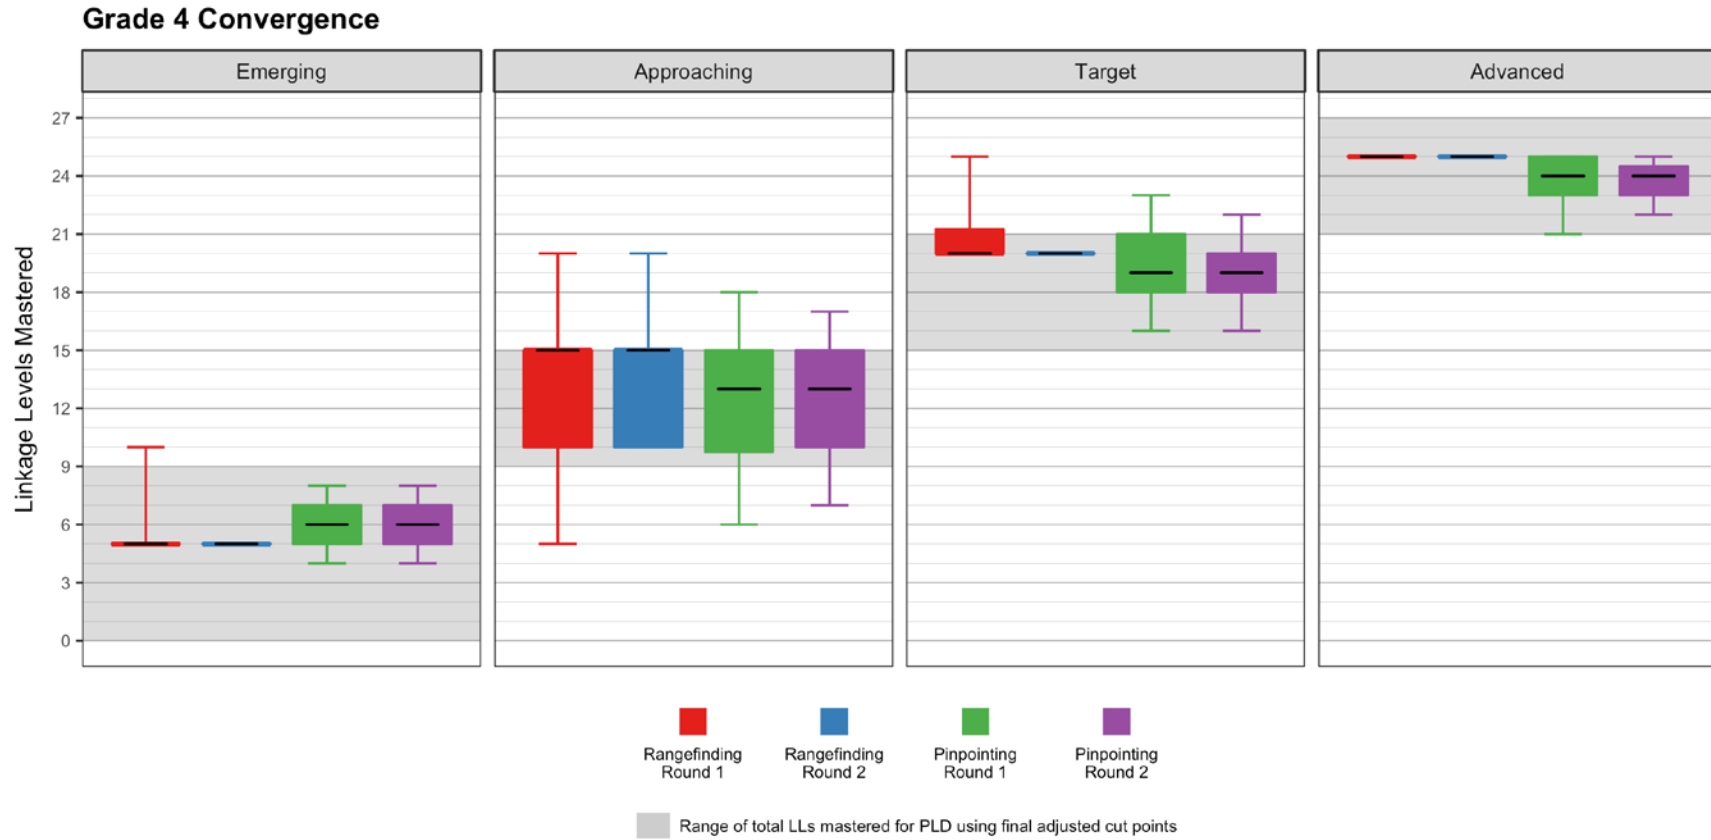 Grade 4 Convergence
Emerging
Approaching
Target
Advanced
Linkage Levels Mastered
27
24
21
18
15
12
9
6
3
0
Rangefinding
Round 1
Rangefinding
Round 2
Pinpointing
Round 1
Pinpointing
Round 2
Range of total LLs mastered for PLD using final adjusted cut points